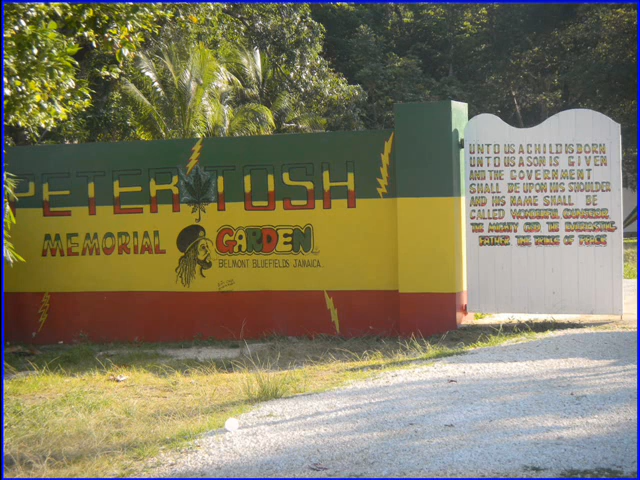 PETER TOSH
MEMORIAL GARDEN
BELMONT BLUEFIELDS JAMAICA
UNTO US A CHILD IS BORN
UNTO US A SON IS GIVEN
AND THE GOVERNMENT
SHALL BE UPON HIS SHOULDER
AND HIS NAME SHALL BE
CALLED WONDERFUL COUNSELOR
THE MIGHTY GOD THE EVERLASTING
FATHER THE PRINCE OF PEACE